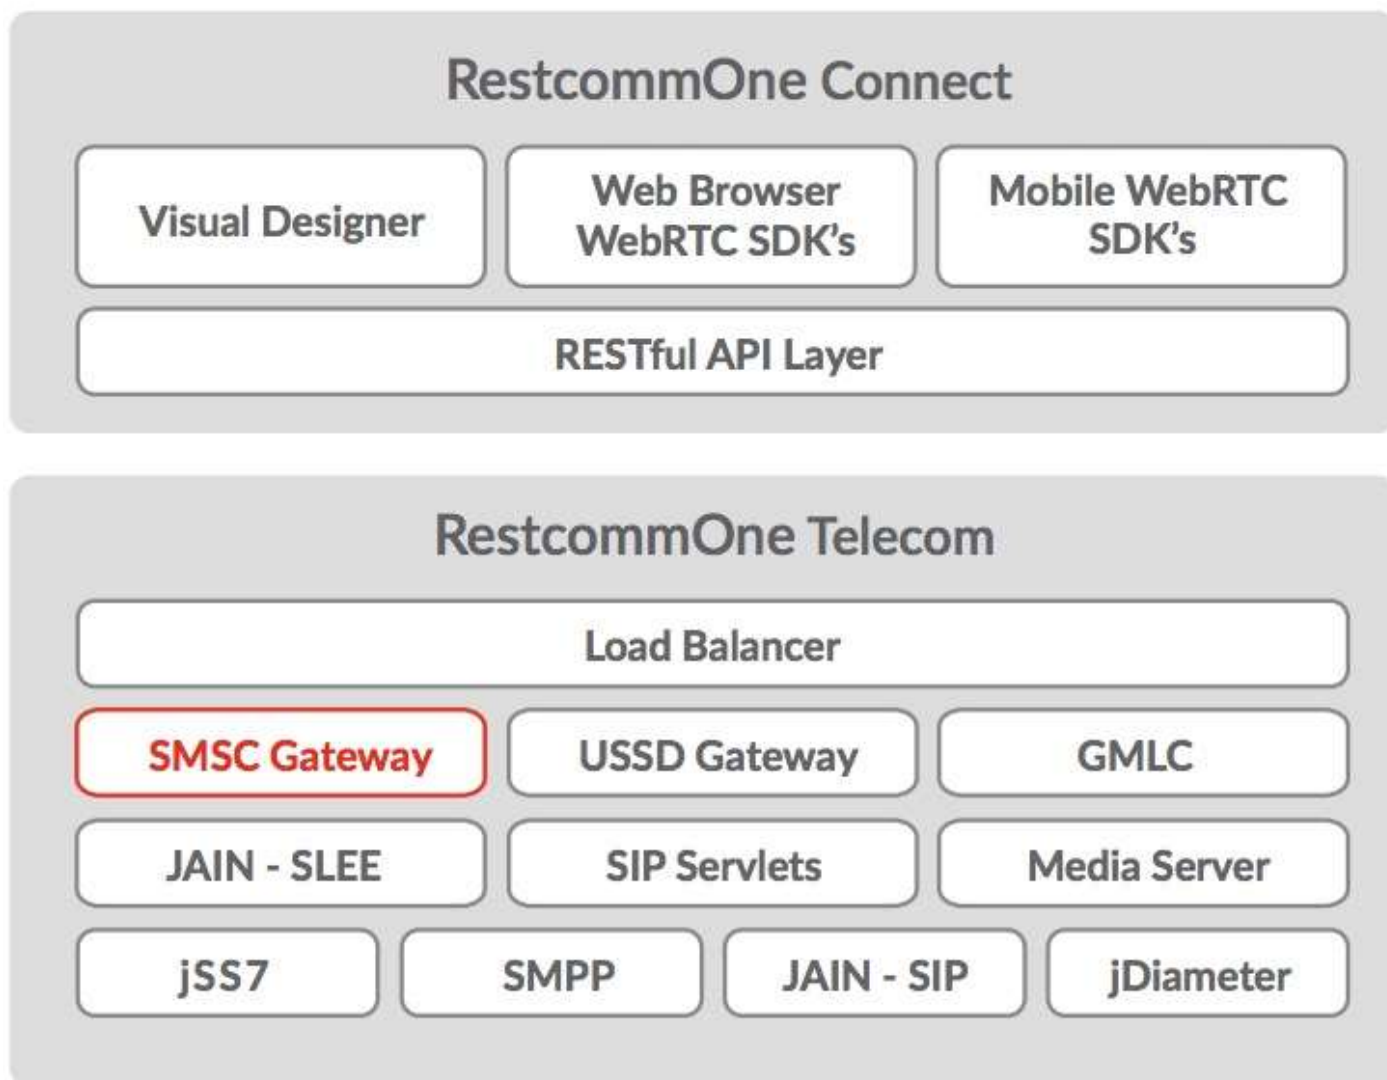 RestcommOne Connect
Visual Designer
Web Browser
WebRTC SDK's
Mobile WebRTC
SDK's
RESTful API Layer
RestcommOne Telecom
Load Balancer
SMSC Gateway
USSD Gateway
GMLC
JAIN - SLEE
SIP Servlets
Media Server
jSS7
SMPP
JAIN - SIP
jDiameter